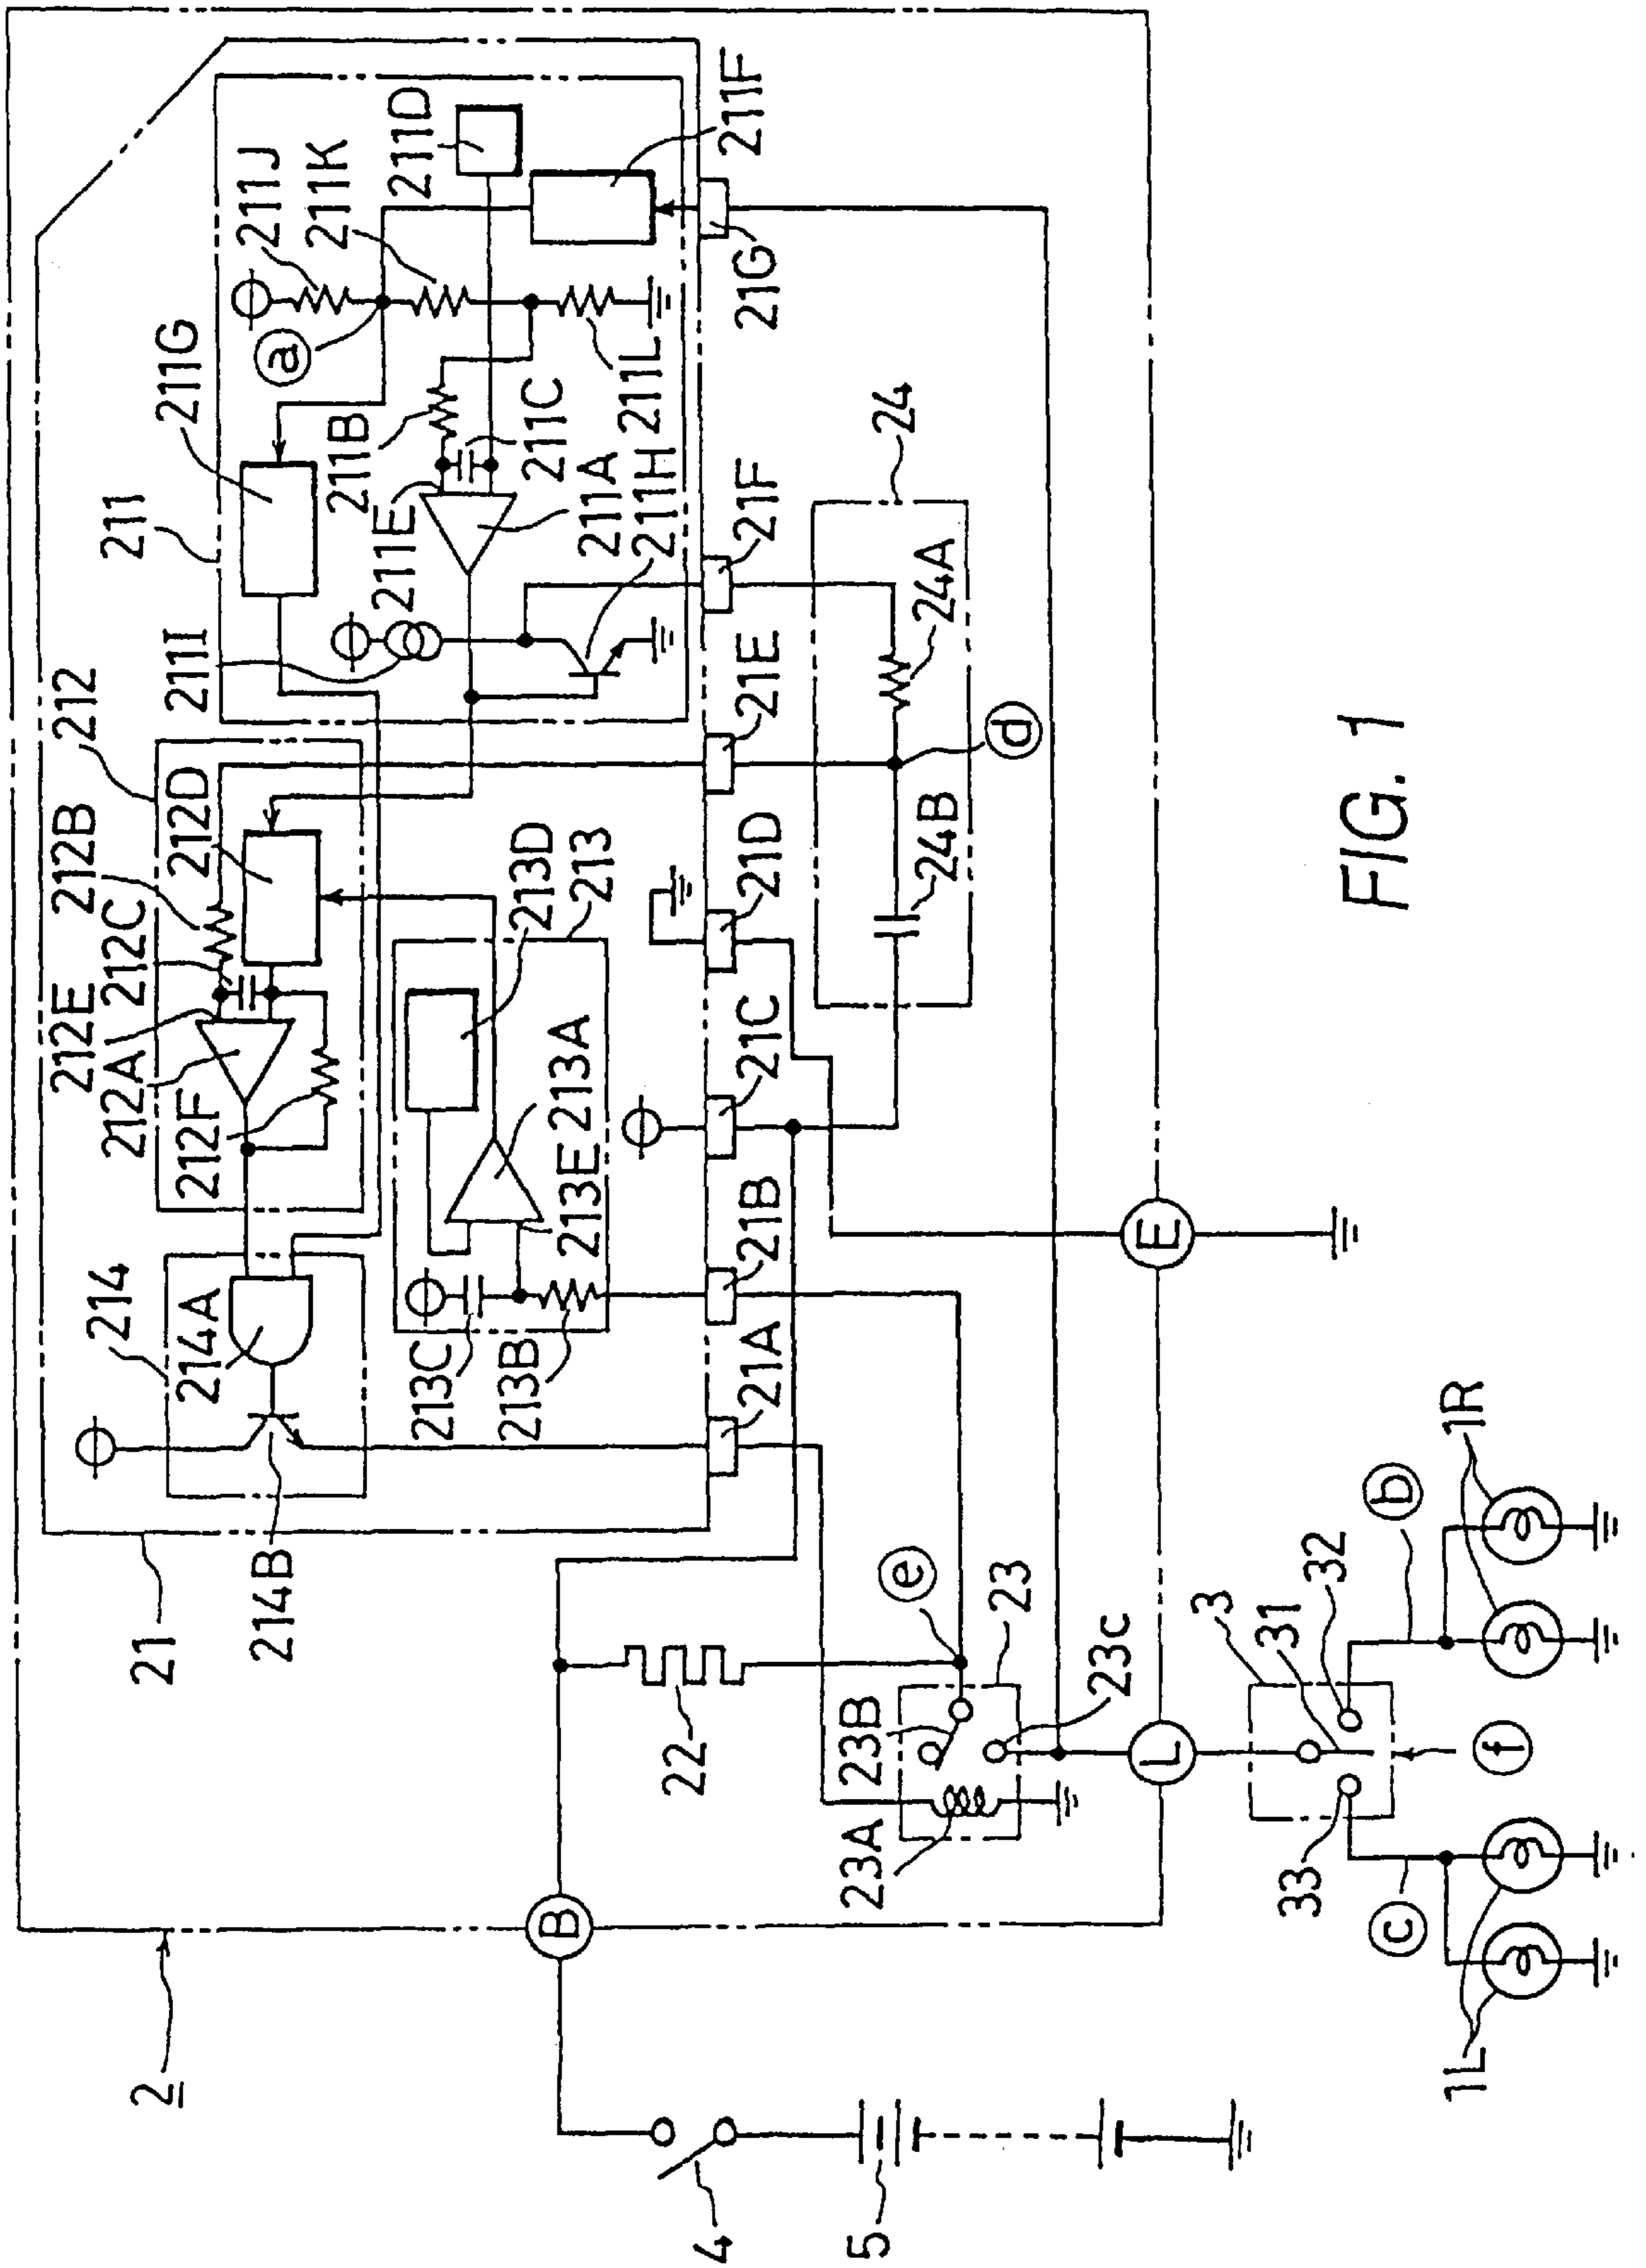 2
21
214
214A
214B
212E
212A
212F
212C
212B
212D
212
211I
211
211G
211J
211K
211D
a
211B
211E
211C
211L
211A
211H
211F
213C
213B
213E
213A
213D
213
21A
21B
21C
21D
21E
21F
21G
24
24A
24B
d
e
22
23
23A
23B
23c
B
L
E
4
5
3
31
32
33
f
b
c
1R
1L
FIG. 1